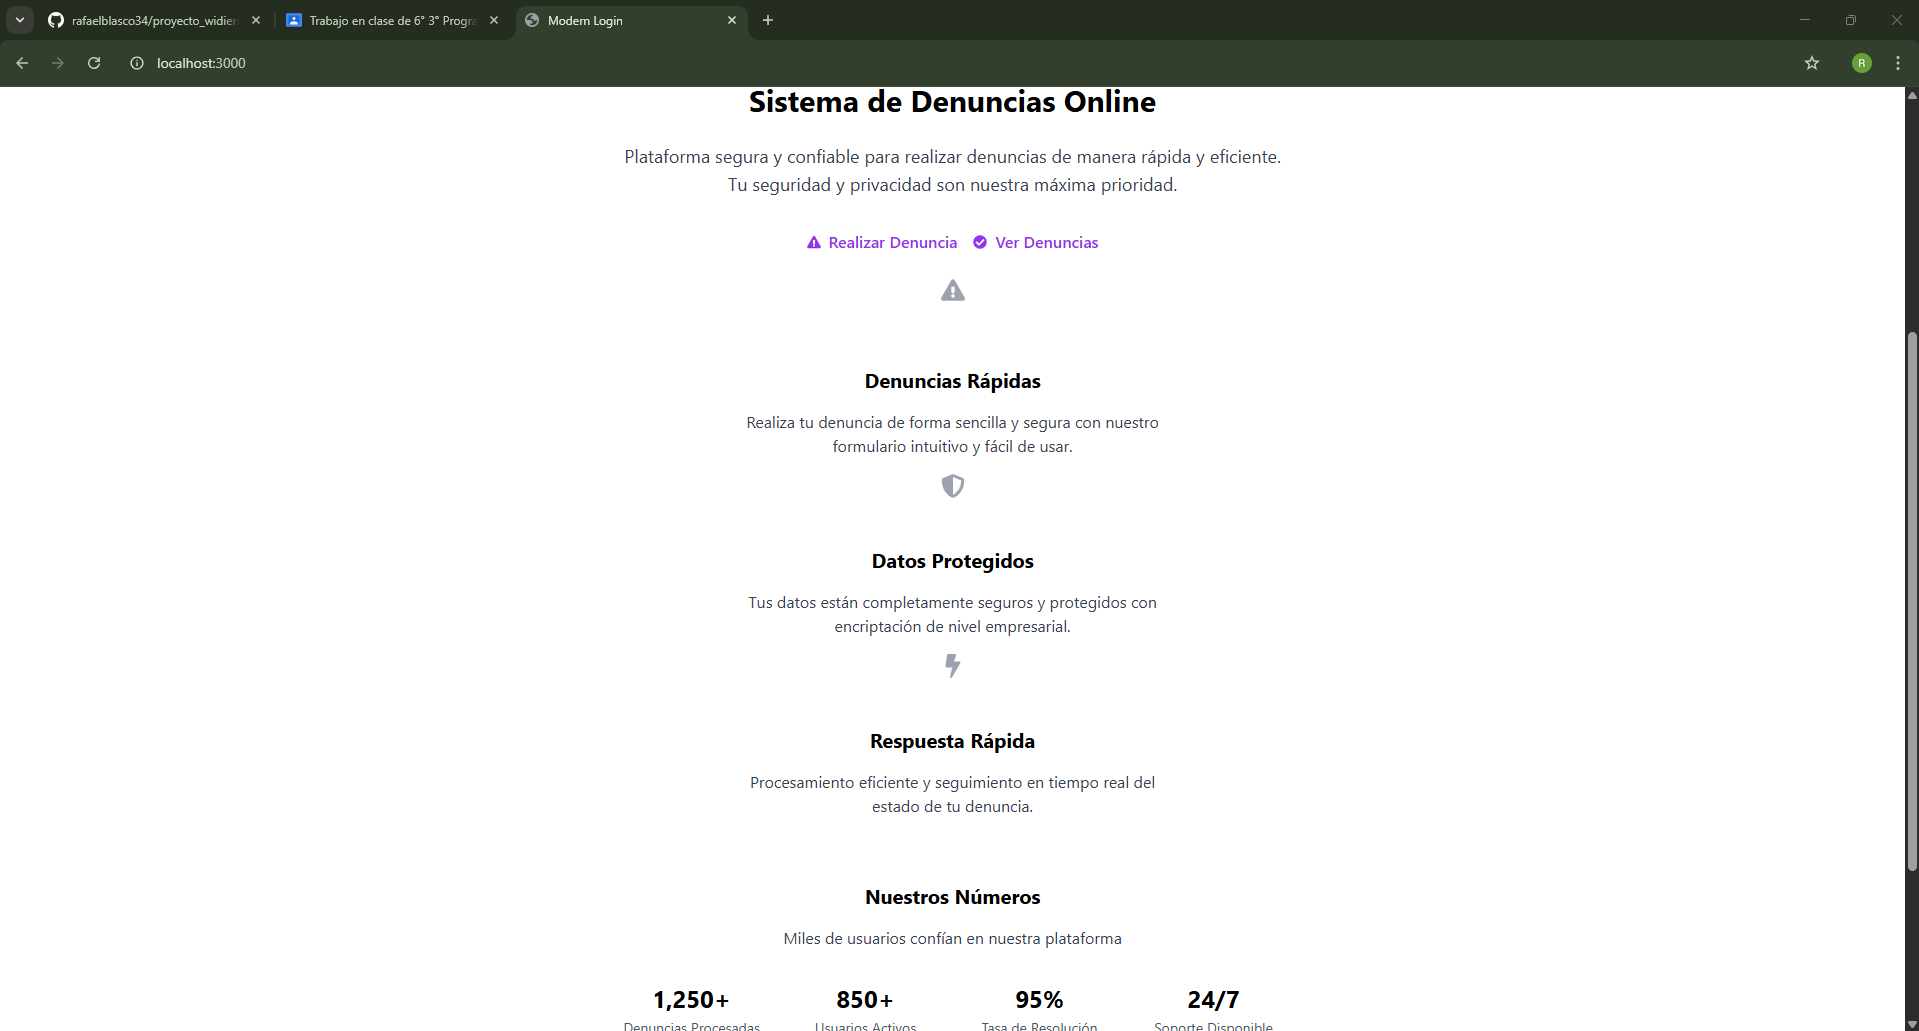 rafaelblasco34/proyecto_widien
Trabajo en clase de 6° 3° Progra
Modern Login
localhost:3000
R
Sistema de Denuncias Online
Plataforma segura y confiable para realizar denuncias de manera rápida y eficiente.
Tu seguridad y privacidad son nuestra máxima prioridad.
Realizar Denuncia
Ver Denuncias
Denuncias Rápidas
Realiza tu denuncia de forma sencilla y segura con nuestro
formulario intuitivo y fácil de usar.
Datos Protegidos
Tus datos están completamente seguros y protegidos con
encriptación de nivel empresarial.
Respuesta Rápida
Procesamiento eficiente y seguimiento en tiempo real del
estado de tu denuncia.
Nuestros Números
Miles de usuarios confían en nuestra plataforma
1,250+ 850+ 95% 24/7
Denuncias Procesadas Usuarios Activos Tasa de Resolución Soporte Disponible